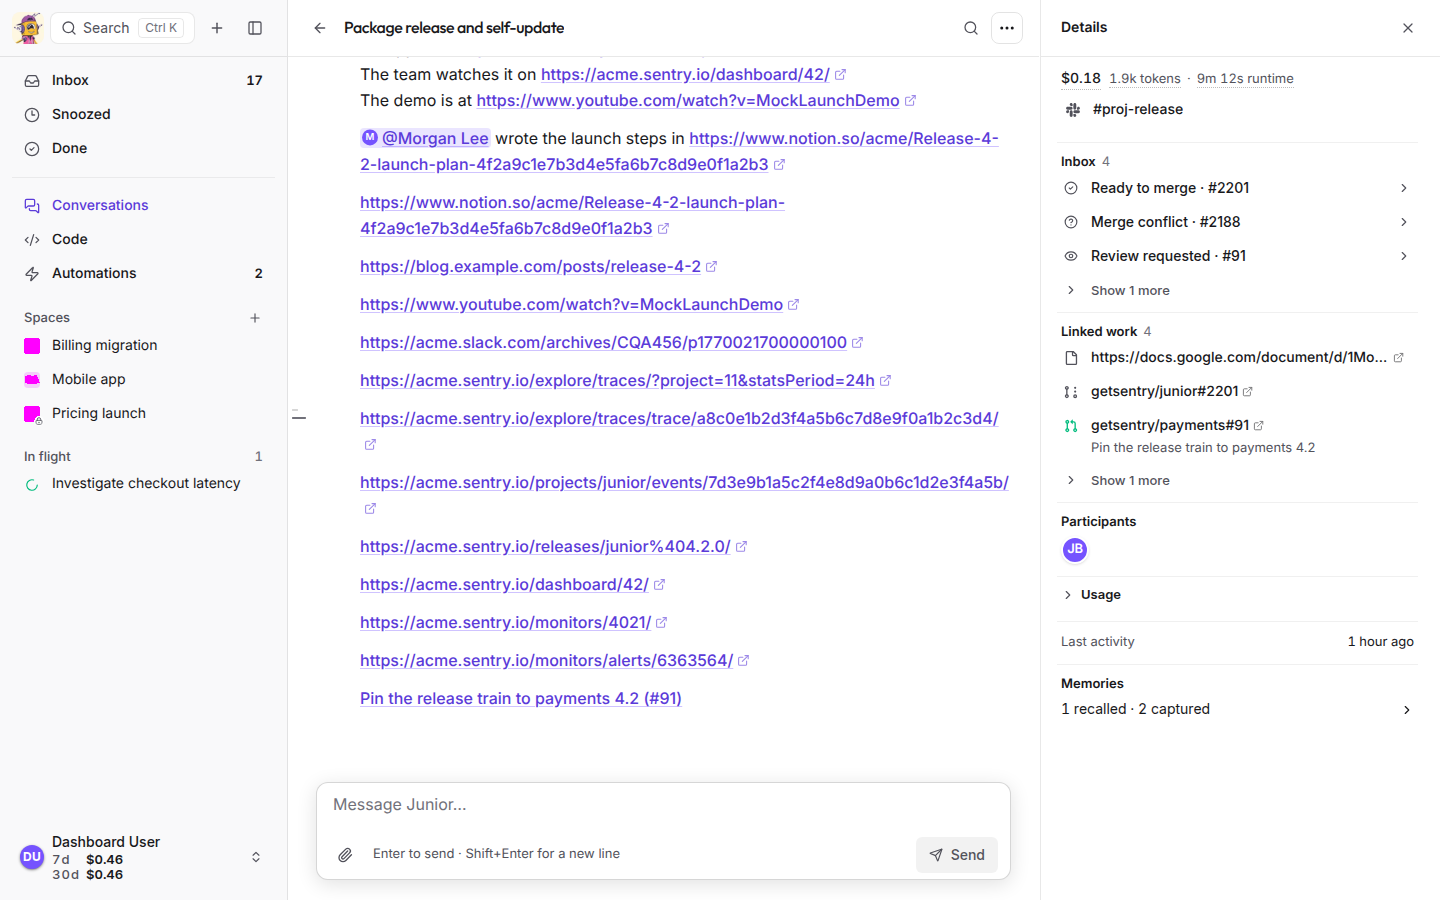 Search Ctrl K
Inbox 17
Snoozed
Done
Conversations
Code
Automations 2
Spaces
Billing migration
Mobile app
Pricing launch
In flight 1
Investigate checkout latency
DU
Dashboard User
7d $0.46
30d $0.46
Package release and self-update
The team watches it on https://acme.sentry.io/dashboard/42/
The demo is at https://www.youtube.com/watch?v=MockLaunchDemo
M @Morgan Lee wrote the launch steps in https://www.notion.so/acme/Release-4-
2-launch-plan-4f2a9c1e7b3d4e5fa6b7c8d9e0f1a2b3
https://www.notion.so/acme/Release-4-2-launch-plan-
4f2a9c1e7b3d4e5fa6b7c8d9e0f1a2b3
https://blog.example.com/posts/release-4-2
https://www.youtube.com/watch?v=MockLaunchDemo
https://acme.slack.com/archives/CQA456/p1770021700000100
https://acme.sentry.io/explore/traces/?project=11&statsPeriod=24h
https://acme.sentry.io/explore/traces/trace/a8c0e1b2d3f4a5b6c7d8e9f0a1b2c3d4/
https://acme.sentry.io/projects/junior/events/7d3e9b1a5c2f4e8d9a0b6c1d2e3f4a5b/
https://acme.sentry.io/releases/junior%404.2.0/
https://acme.sentry.io/dashboard/42/
https://acme.sentry.io/monitors/4021/
https://acme.sentry.io/monitors/alerts/6363564/
Pin the release train to payments 4.2 (#91)
Message Junior...
Enter to send · Shift+Enter for a new line
Send
Details
$0.18 1.9k tokens · 9m 12s runtime
#proj-release
Inbox 4
Ready to merge · #2201
Merge conflict · #2188
Review requested · #91
Show 1 more
Linked work 4
https://docs.google.com/document/d/1Mo...
getsentry/junior#2201
getsentry/payments#91
Pin the release train to payments 4.2
Show 1 more
Participants
JB
Usage
Last activity 1 hour ago
Memories
1 recalled · 2 captured